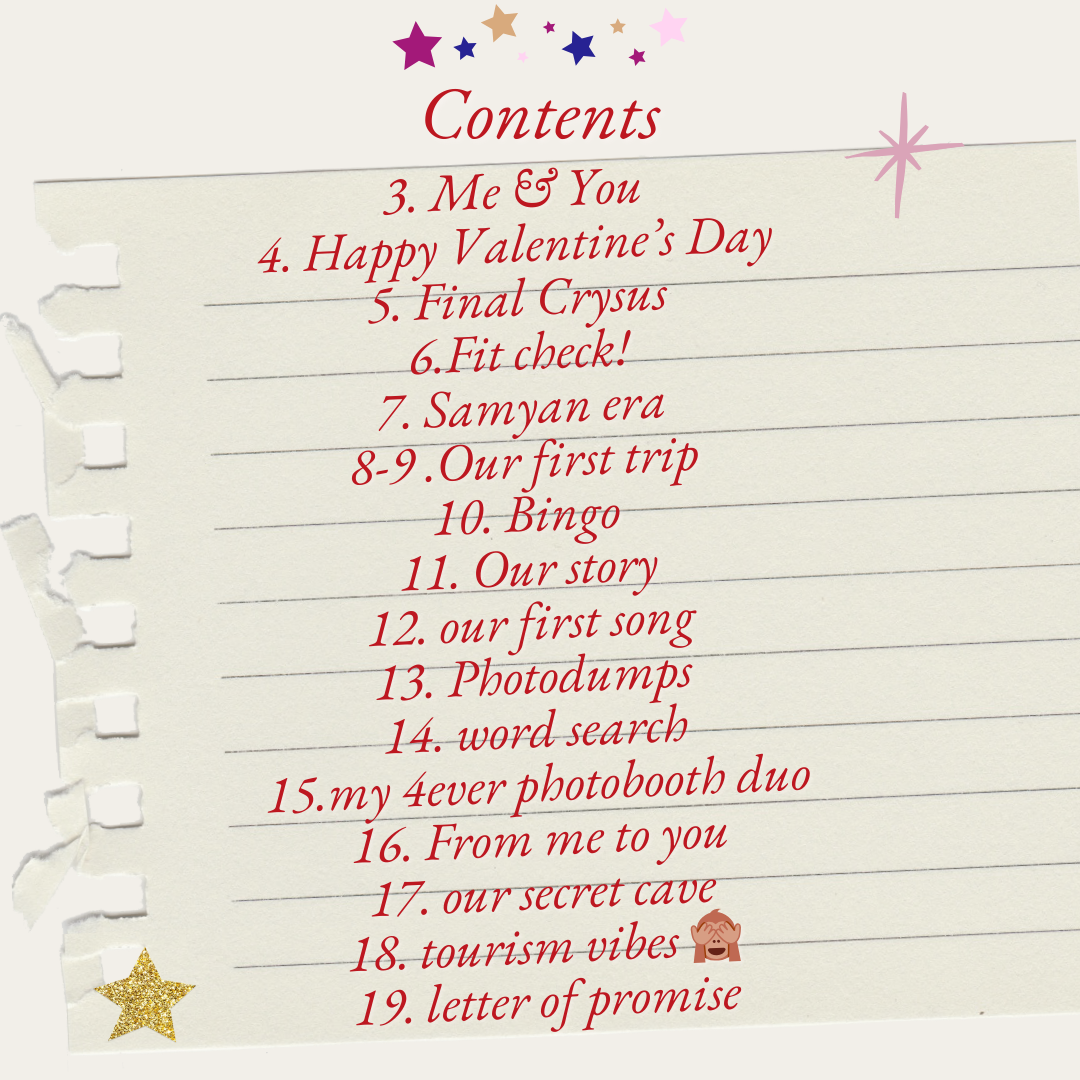 Contents
3. Me & You
4. Happy Valentine’s Day
5. Final Crysus
6.Fit check!
7. Samyan era
8-9 .Our first trip
10. Bingo
11. Our story
12. our first song
13. Photodumps
14. word search
15.my 4ever photobooth duo
16. From me to you
17. our secret cave
18. tourism vibes 🙈
19. letter of promise